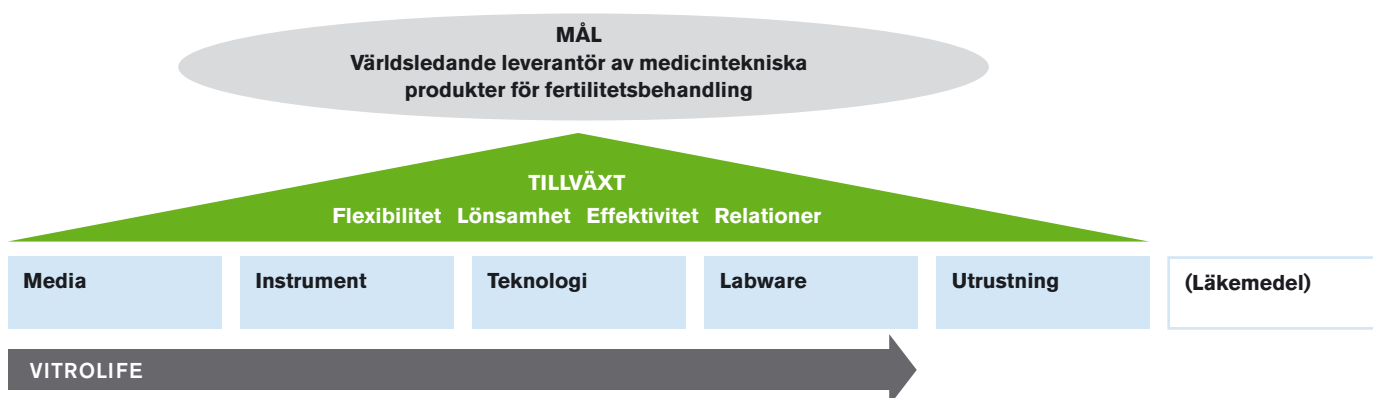 MÅL
Världsledande leverantör av medicintekniska
produkter för fertilitetsbehandling
TILLVÄXT
Flexibilitet Lönsamhet Effektivitet Relationer
Media Instrument Teknologi Labware Utrustning (Läkemedel)
VITROLIFE